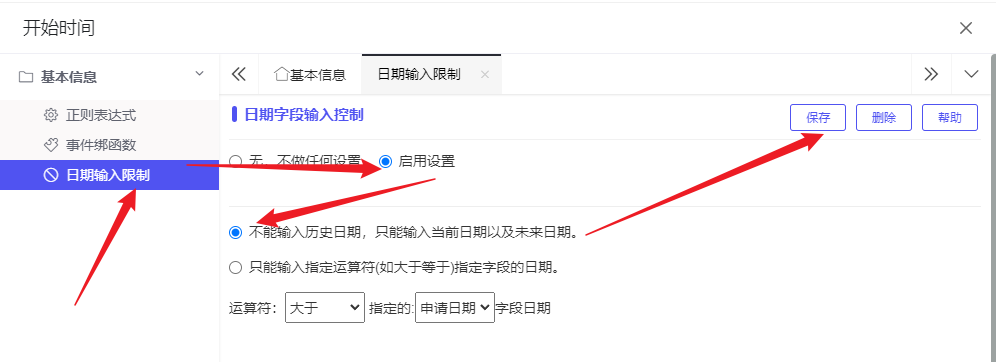 开始时间
基本信息
正则表达式
事件绑函数
日期输入限制
基本信息
日期输入限制
日期字段输入控制
保存
删除
帮助
无，不做任何设置
启用设置
不能输入历史日期，只能输入当前日期以及未来日期。
只能输入指定运算符(如大于等于)指定字段的日期。
运算符: 大于 指定的:申请日期 字段日期